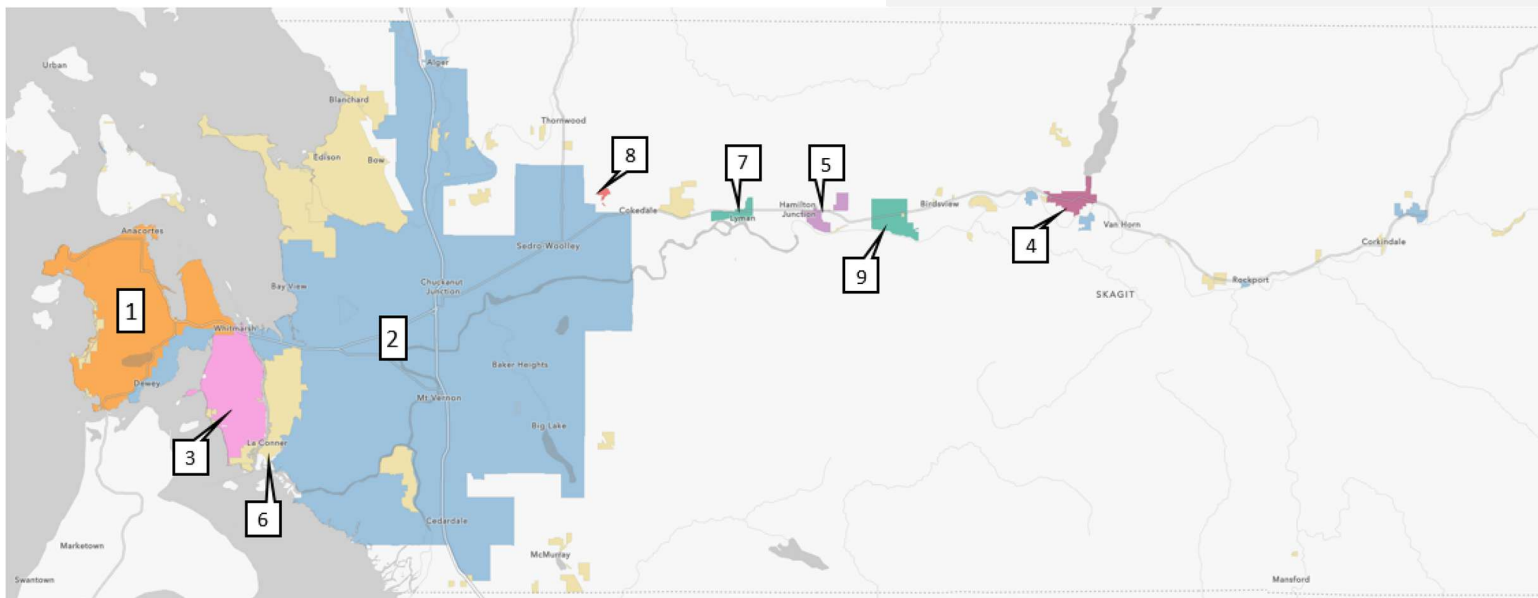 Urban
Alger
Blanchard
Thornwood
Edison
Bow
8
7
5
Cokedale
Lyman
Hamilton
Junction
Birdsview
4
Van Horn
9
Anacortes
Sedro-Woolley
Corkindale
Bay View
Chuckanut
Junction
Rockport
SKAGIT
1
2
Whitmarsh
Baker Heights
Dewey
Mt Vernon
3
La Conner
Big Lake
6
Cedardale
Marketown
McMurray
Swantown
Mansford